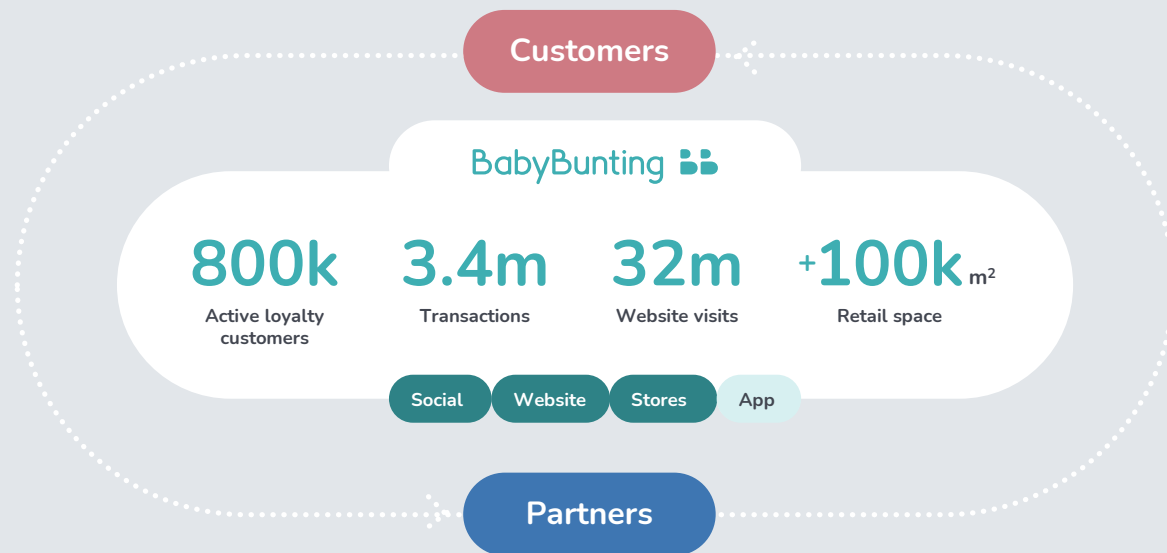 Customers
BabyBunting
800k
Active loyalty
customers
3.4m
Transactions
32m
Website visits
+100k m²
Retail space
Social
Website
Stores
App
Partners